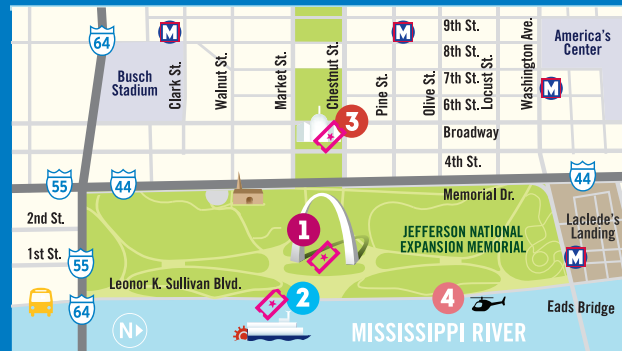 9th St.
64
America's
Center
8th St.
Busch
Stadium
Clark St.
Walnut St.
Market St.
Chestnut St.
Pine St.
Olive St.
7th St.
Locust St.
Washington Ave.
6th St.
3
Broadway
4th St.
55
44
44
Memorial Dr.
2nd St.
1
JEFFERSON NATIONAL
EXPANSION MEMORIAL
Laclede's
Landing
1st St.
55
Leonor K. Sullivan Blvd.
64
2
4
Eads Bridge
N
MISSISSIPPI RIVER